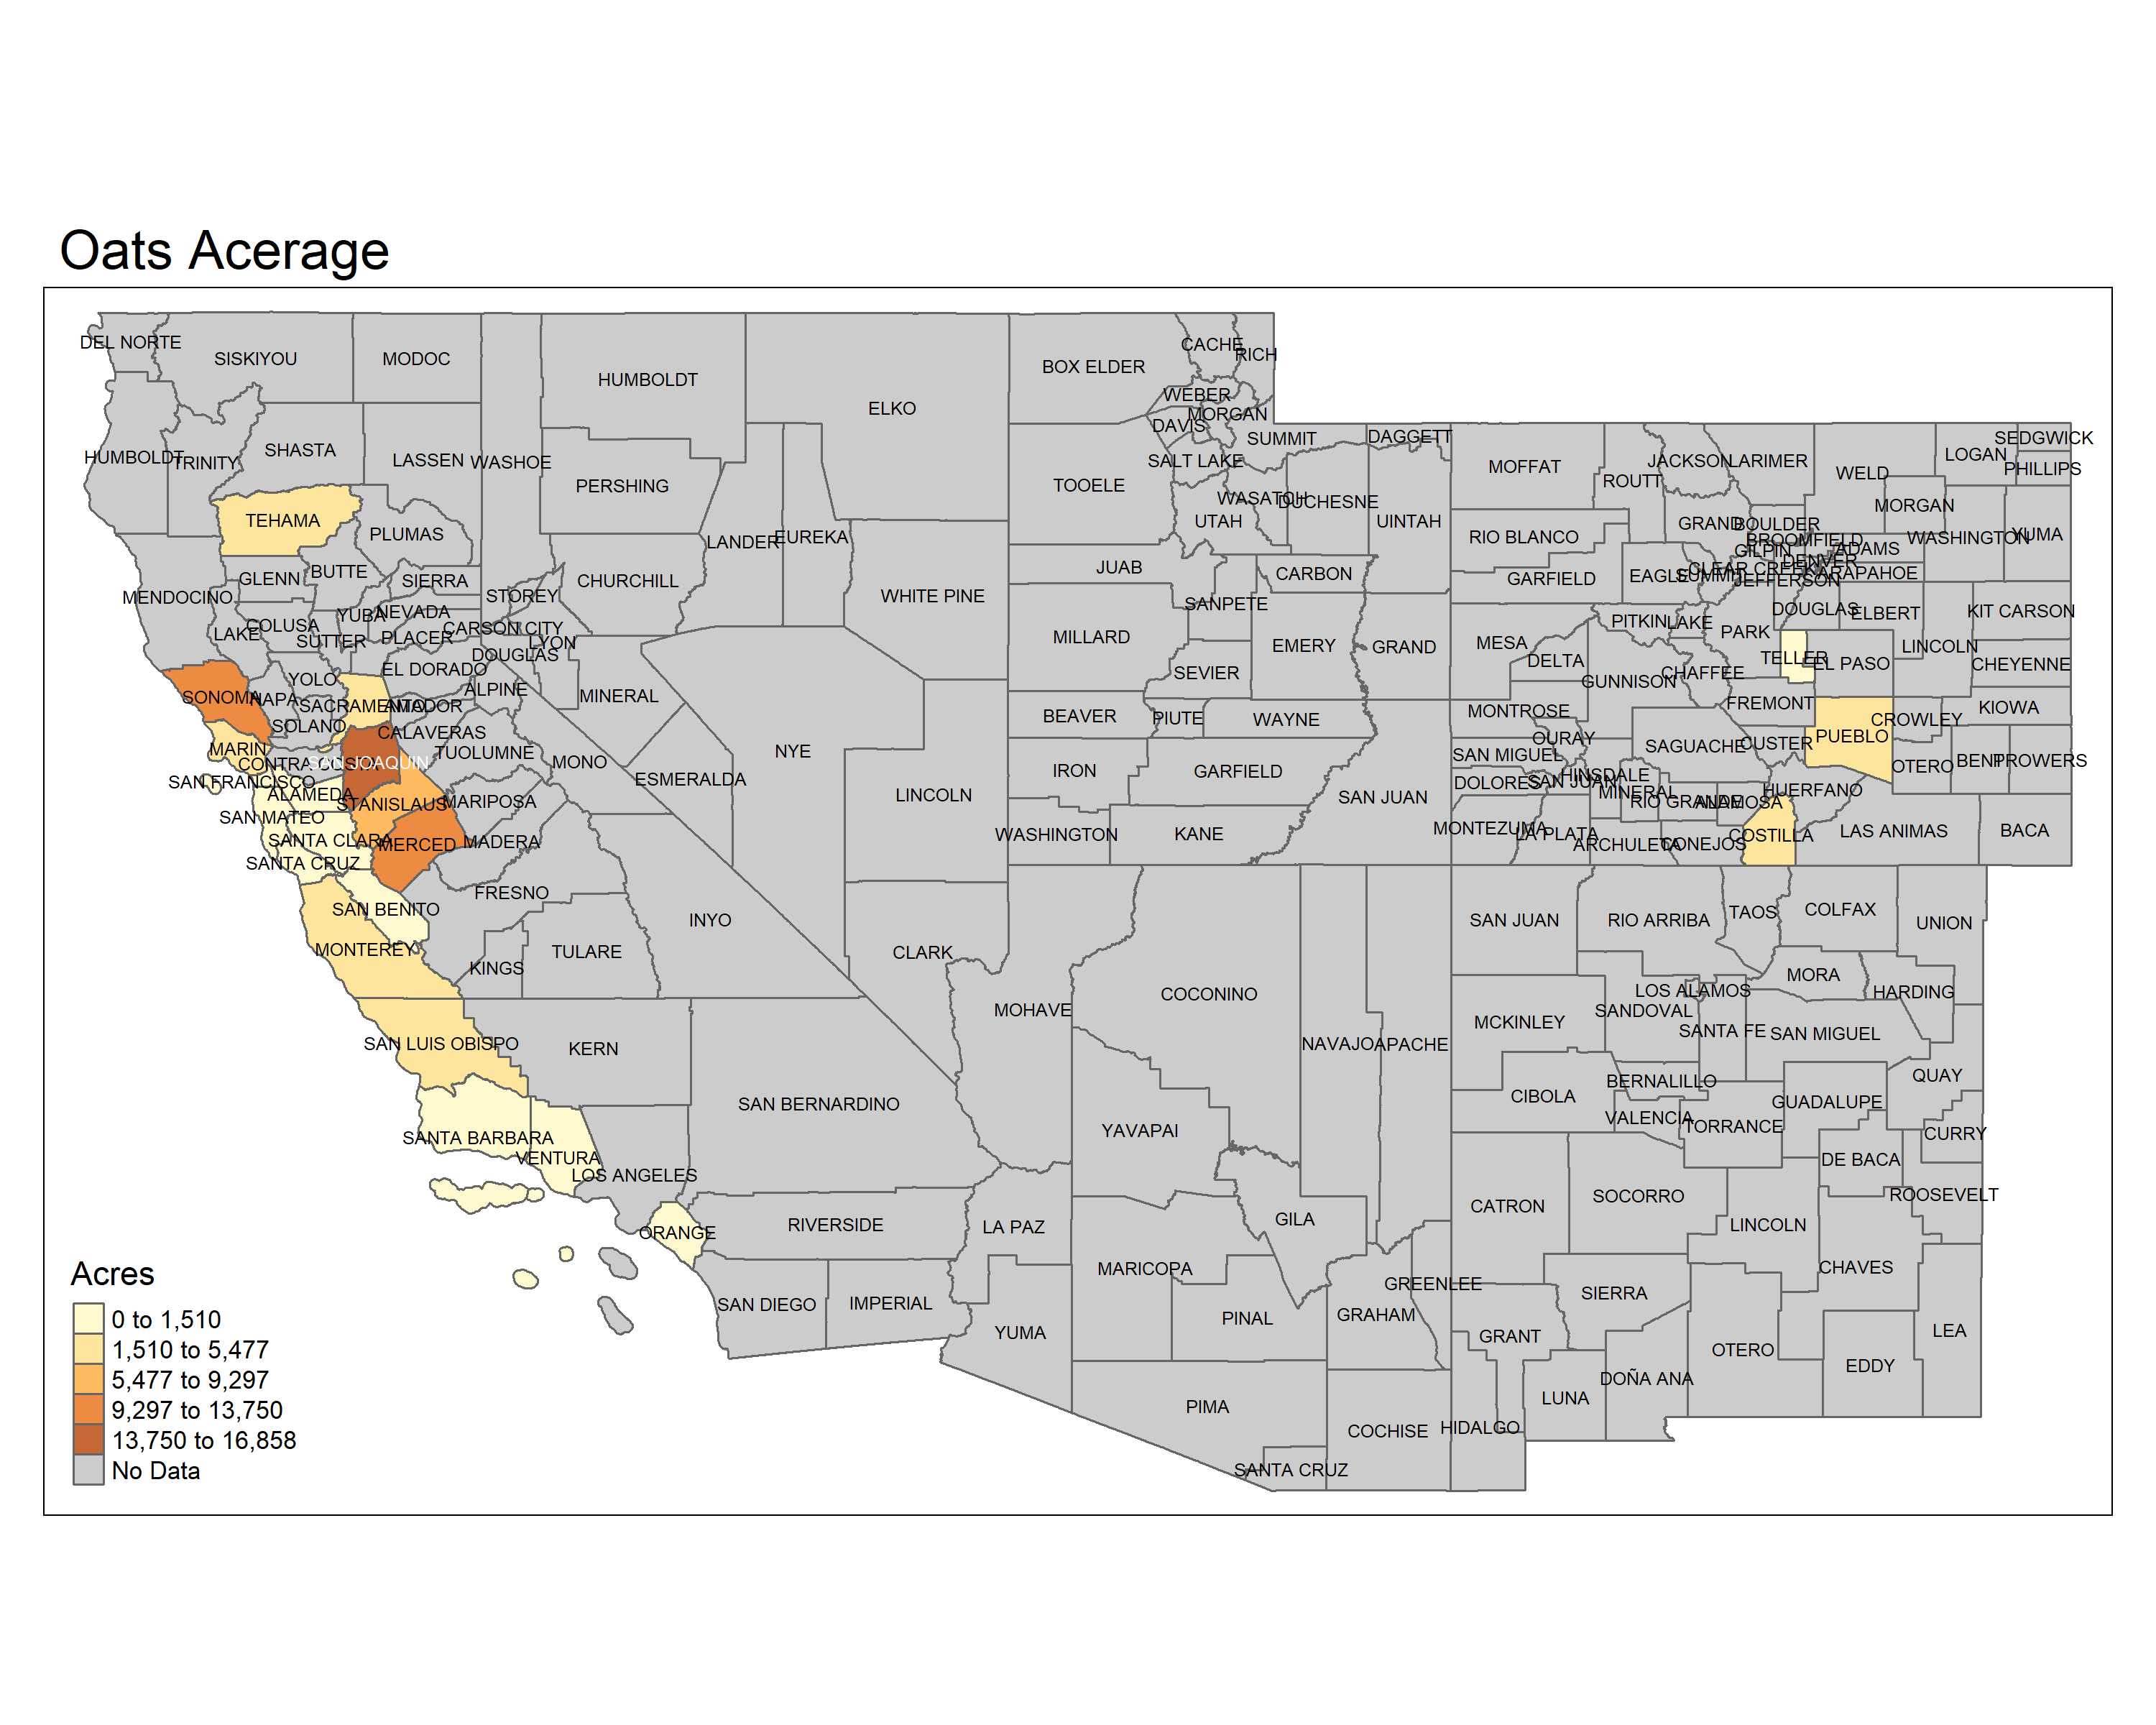 Oats Acerage
DEL NORTE
SISKIYOU
MODOC
HUMBOLDT
ELKO
BOX ELDER
CACHE
RICH
WEBER
MORGAN
DAVIS
SUMMIT
DAGGETT
HUMBOLDT
TRINITY
SHASTA
LASSEN
WASHOE
PERSHING
TOOELE
SALT LAKE
WASATCH
DUCHESNE
UTAH
UINTAH
MOFFAT
ROUTT
JACKSON
LARIMER
WELD
LOGAN
SEDGWICK
PHILLIPS
MORGAN
TEHAMA
PLUMAS
LANDER
EUREKA
JUAB
CARBON
RIO BLANCO
GRAND
BOULDER
BROOMFIELD
GILPIN
ADAMS
DENVER
WASHINGTON
YUMA
GLENN
BUTTE
SIERRA
CHURCHILL
WHITE PINE
SANPETE
GARFIELD
EAGLE
SUMMIT
CLEAR CREEK
JEFFERSON
ARAPAHOE
MENDOCINO
STOREY
LAKE
COLUSA
SUTTER
YUBA
NEVADA
PLACER
CARSON CITY
LYON
DOUGLAS
MILLARD
EMERY
GRAND
MESA
PITKIN
LAKE
PARK
DOUGLAS
ELBERT
KIT CARSON
LINCOLN
CHEYENNE
TELLER
EL PASO
YOLO
EL DORADO
ALPINE
MINERAL
SEVIER
DELTA
GUNNISON
CHAFFEE
SONOMA
NAPA
SACRAMENTO
AMADOR
SOLANO
CALAVERAS
TUOLUMNE
MONO
NYE
BEAVER
PIUTE
WAYNE
MONTROSE
OURAY
FREMONT
CROWLEY
KIOWA
MARIN
CONTRA COSTA
SAN JOAQUIN
SAN FRANCISCO
ALAMEDA
STANISLAUS
MARIPOSA
ESMERALDA
LINCOLN
IRON
GARFIELD
SAN JUAN
SAN MIGUEL
SAGUACHE
CUSTER
PUEBLO
OTERO
BENT
PROWERS
DOLORES
SAN JUAN
HINSDALE
MINERAL
RIO GRANDE
ALAMOSA
HUERFANO
SAN MATEO
SANTA CLARA
MERCED
MADERA
SANTA CRUZ
WASHINGTON
KANE
MONTEZUMA
LA PLATA
ARCHULETA
CONEJOS
COSTILLA
LAS ANIMAS
BACA
SAN BENITO
FRESNO
INYO
MONTEREY
KINGS
TULARE
CLARK
MOHAVE
COCONINO
NAVAJO
APACHE
SAN JUAN
RIO ARRIBA
TAOS
COLFAX
UNION
MORA
HARDING
LOS ALAMOS
SANDOVAL
SANTA FE
SAN MIGUEL
MCKINLEY
SAN LUIS OBISPO
KERN
SAN BERNARDINO
CIBOLA
BERNALILLO
QUAY
GUADALUPE
VALENCIA
TORRANCE
CURRY
SANTA BARBARA
VENTURA
LOS ANGELES
YAVAPAI
DE BACA
CATRON
SOCORRO
ROOSEVELT
ORANGE
RIVERSIDE
LA PAZ
GILA
LINCOLN
MARICOPA
GREENLEE
CHAVES
SAN DIEGO
IMPERIAL
YUMA
PINAL
GRAHAM
SIERRA
GRANT
OTERO
LEA
EDDY
PIMA
COCHISE
HIDALGO
LUNA
DOÑA ANA
SANTA CRUZ
Acres
0 to 1,510
1,510 to 5,477
5,477 to 9,297
9,297 to 13,750
13,750 to 16,858
No Data